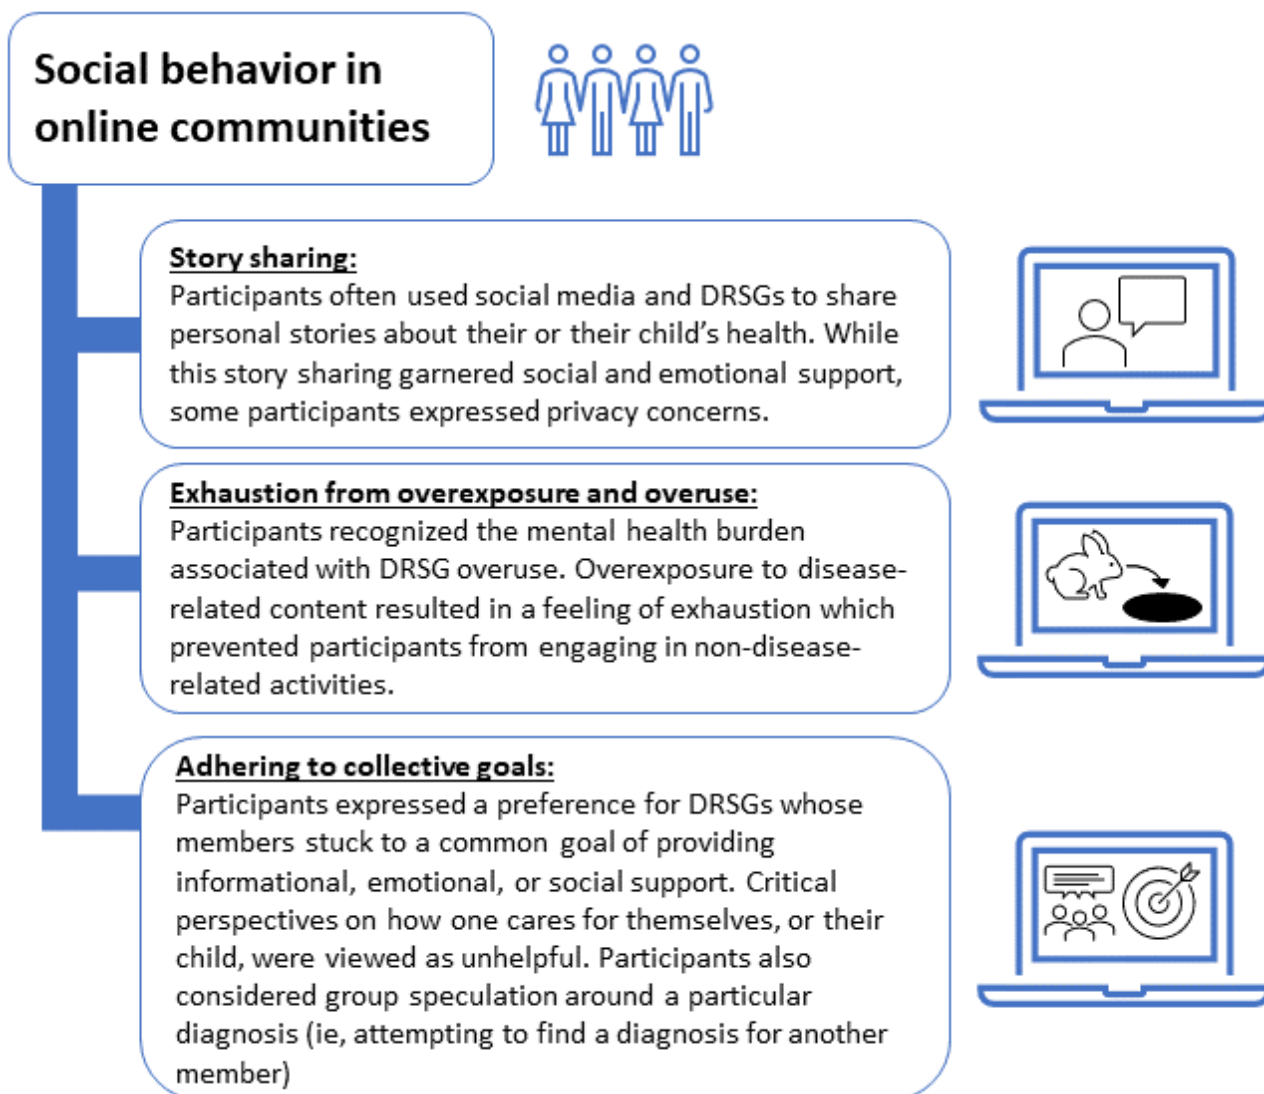 Social behavior in
online communities
Story sharing:
Participants often used social media and DRSGs to share
personal stories about their or their child's health. While
this story sharing garnered social and emotional support,
some participants expressed privacy concerns.
Exhaustion from overexposure and overuse:
Participants recognized the mental health burden
associated with DRSG overuse. Overexposure to disease-
related content resulted in a feeling of exhaustion which
prevented participants from engaging in non-disease-
related activities.
Adhering to collective goals:
Participants expressed a preference for DRSGs whose
members stuck to a common goal of providing
informational, emotional, or social support. Critical
perspectives on how one cares for themselves, or their
child, were viewed as unhelpful. Participants also
considered group speculation around a particular
diagnosis (ie, attempting to find a diagnosis for another
member)